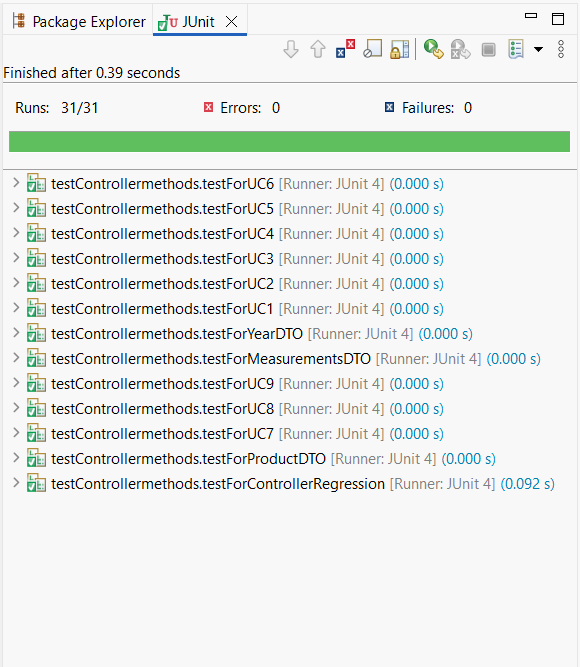 Package Explorer JUnit
Finished after 0.39 seconds
Runs: 31/31 Errors: 0 Failures: 0
testControllermethods.testForUC6 [Runner: JUnit 4] (0.000 s)
testControllermethods.testForUC5 [Runner: JUnit 4] (0.000 s)
testControllermethods.testForUC4 [Runner: JUnit 4] (0.000 s)
testControllermethods.testForUC3 [Runner: JUnit 4] (0.000 s)
testControllermethods.testForUC2 [Runner: JUnit 4] (0.000 s)
testControllermethods.testForUC1 [Runner: JUnit 4] (0.000 s)
testControllermethods.testForYearDTO [Runner: JUnit 4] (0.000 s)
testControllermethods.testForMeasurementsDTO [Runner: JUnit 4] (0.000 s)
testControllermethods.testForUC9 [Runner: JUnit 4] (0.000 s)
testControllermethods.testForUC8 [Runner: JUnit 4] (0.000 s)
testControllermethods.testForUC7 [Runner: JUnit 4] (0.000 s)
testControllermethods.testForProductDTO [Runner: JUnit 4] (0.000 s)
testControllermethods.testForControllerRegression [Runner: JUnit 4] (0.092 s)